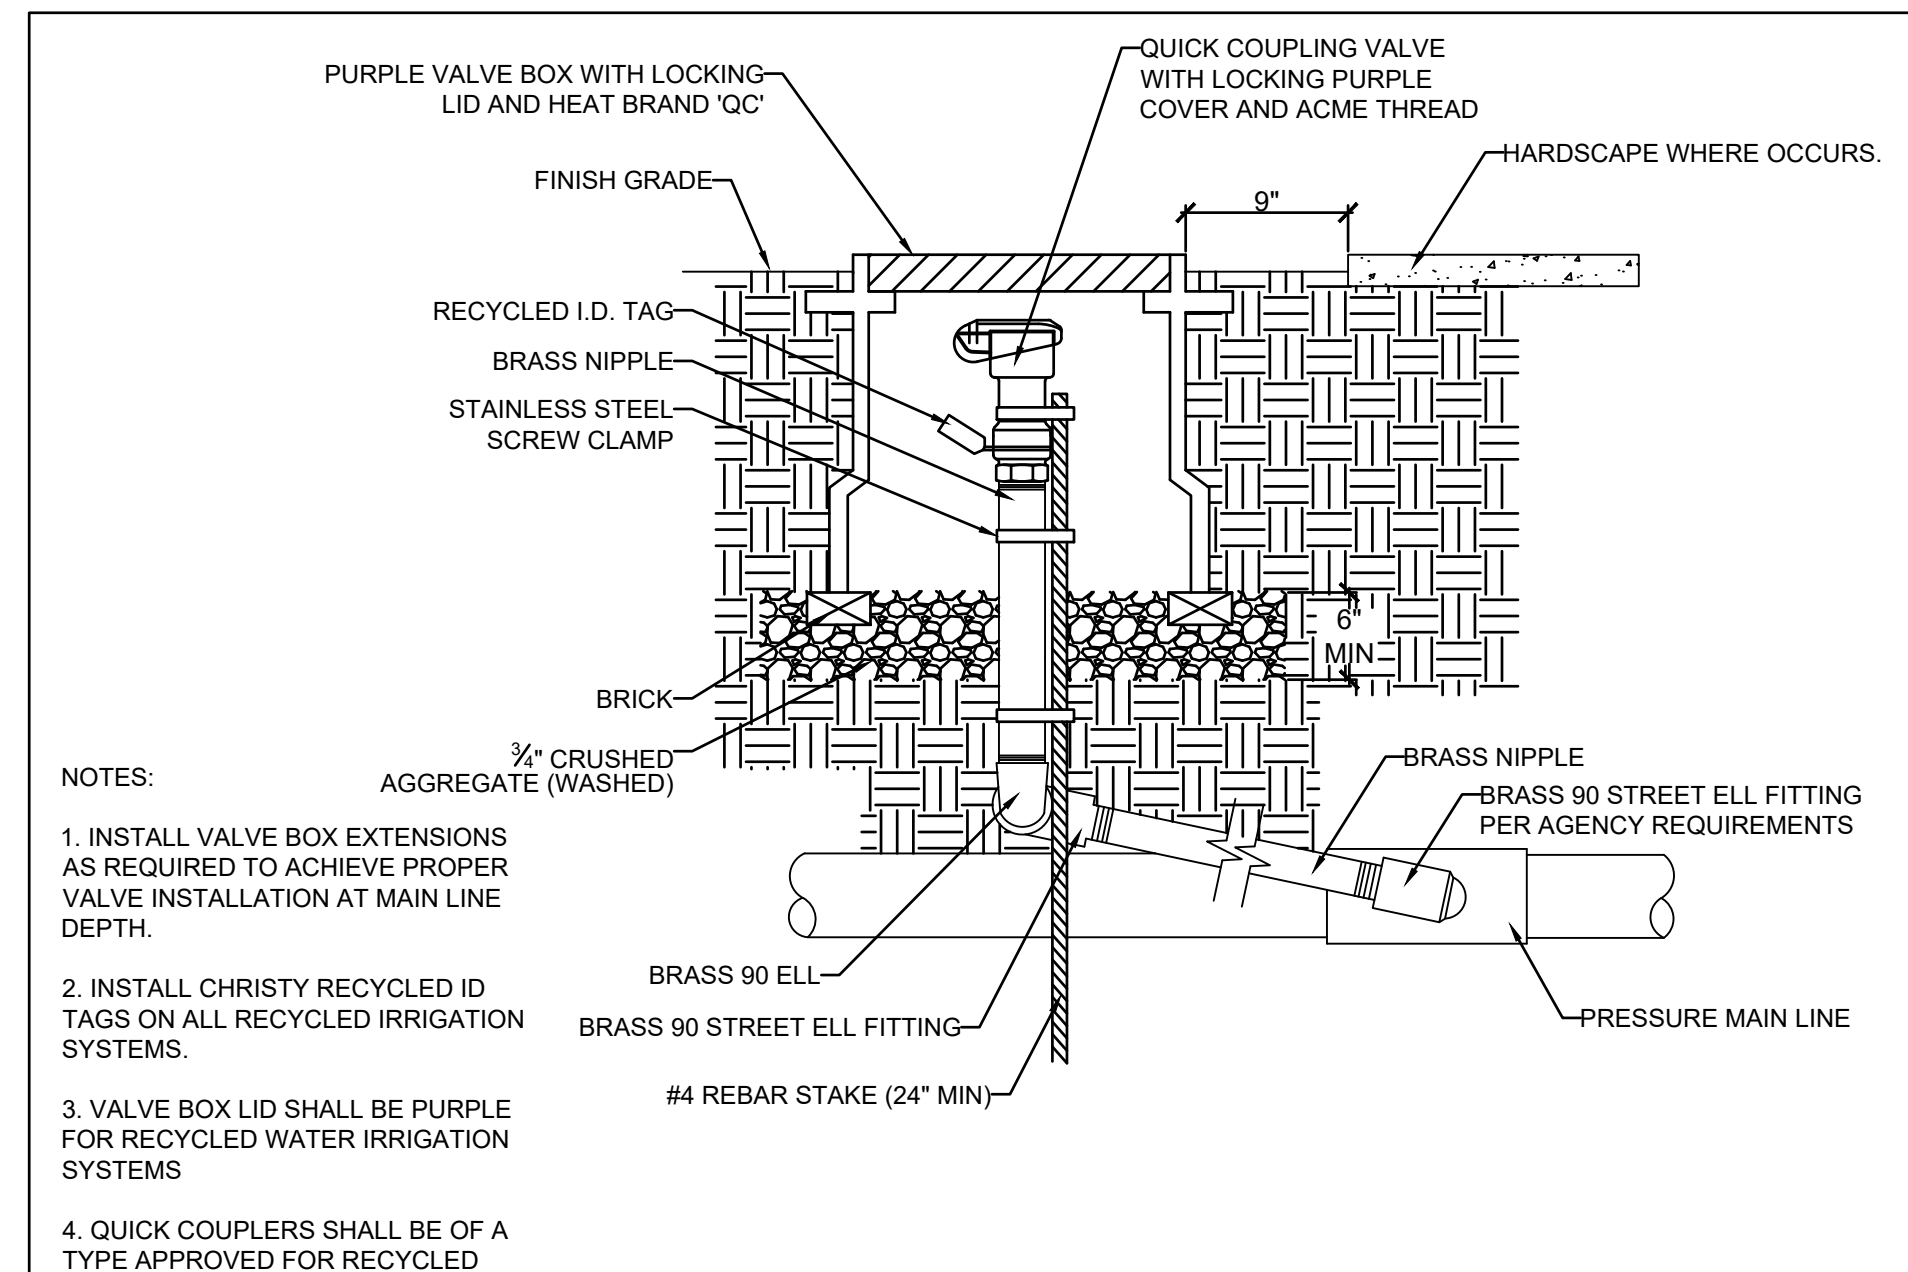 PURPLE VALVE BOX WITH LOCKING
LID AND HEAT BRAND 'QC'
QUICK COUPLING VALVE
WITH LOCKING PURPLE
COVER AND ACME THREAD
HARDSCAPE WHERE OCCURS.
FINISH GRADE
9"
RECYCLED I.D. TAG
BRASS NIPPLE
STAINLESS STEEL
SCREW CLAMP
6"
MIN
BRICK
¾" CRUSHED
AGGREGATE (WASHED)
BRASS NIPPLE
BRASS 90 STREET ELL FITTING
PER AGENCY REQUIREMENTS
BRASS 90 ELL
BRASS 90 STREET ELL FITTING
PRESSURE MAIN LINE
#4 REBAR STAKE (24" MIN)
NOTES:
1. INSTALL VALVE BOX EXTENSIONS
AS REQUIRED TO ACHIEVE PROPER
VALVE INSTALLATION AT MAIN LINE
DEPTH.
2. INSTALL CHRISTY RECYCLED ID
TAGS ON ALL RECYCLED IRRIGATION
SYSTEMS.
3. VALVE BOX LID SHALL BE PURPLE
FOR RECYCLED WATER IRRIGATION
SYSTEMS
4. QUICK COUPLERS SHALL BE OF A
TYPE APPROVED FOR RECYCLED